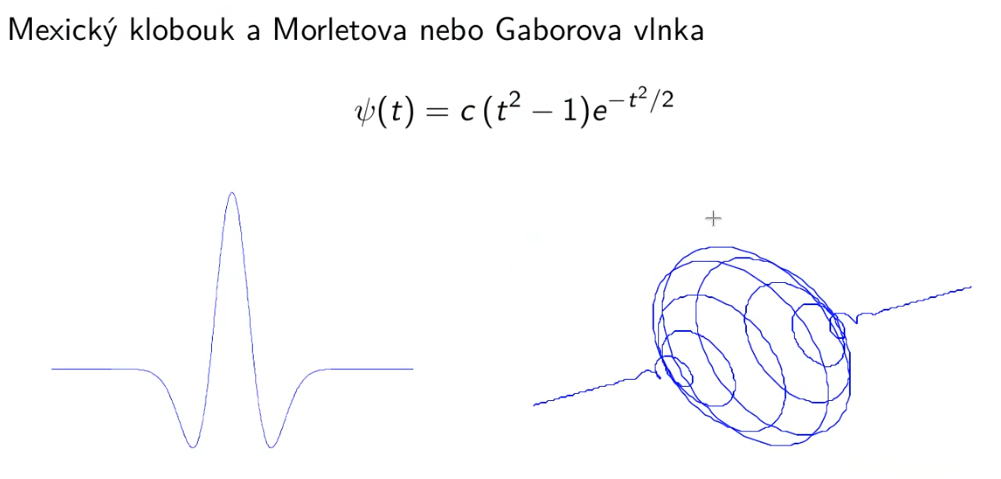 Mexický klobouk a Morletova nebo Gaborova vlnka
ψ(t) = c (t² − 1)e^{−t²/2}